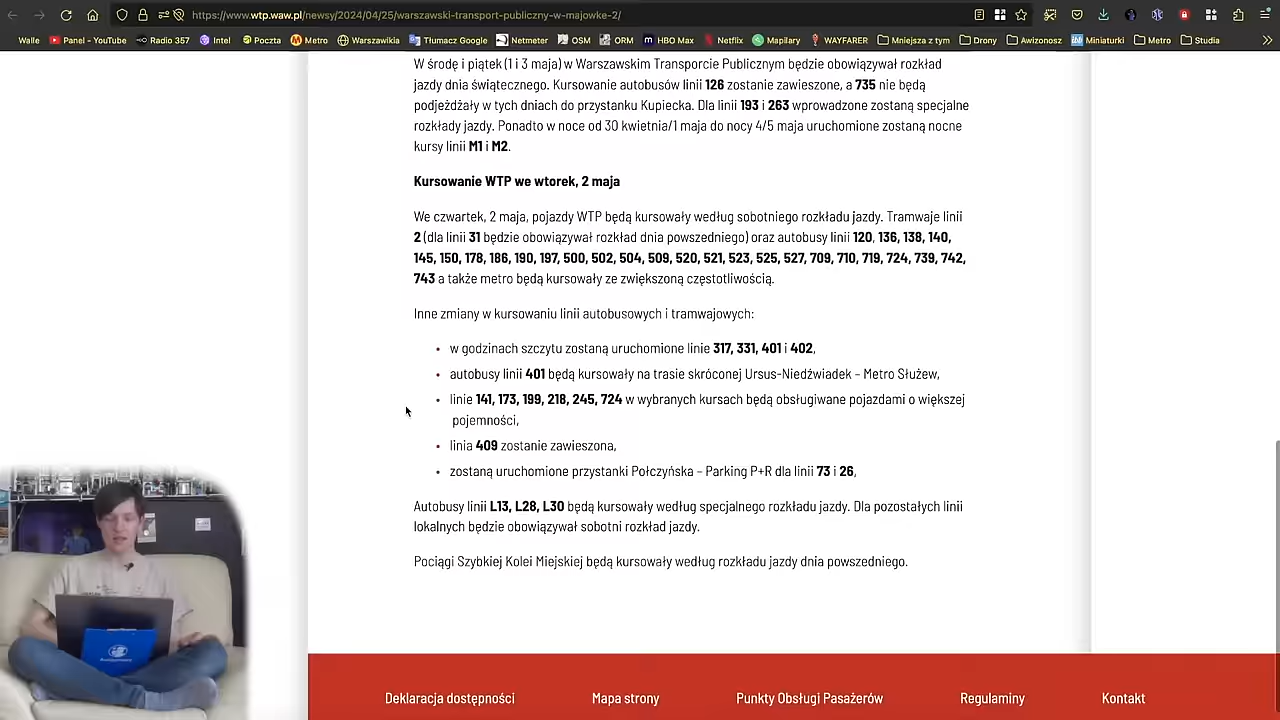 https://www.wtp.waw.pl/newsy/2024/04/25/warszawski-transport-publiczny-w-majowke-2/
Walle Panel - YouTube Radio 357 Intel Poczta Metro Warszawikia Tłumacz Google Netmeter OSM ORM HBO Max Netflix Mapilary WAYFARER Mniejsza z tym Drony Awizonosz Miniaturki Metro Studia
W środę i piątek (1 i 3 maja) w Warszawskim Transporcie Publicznym będzie obowiązywał rozkład
jazdy dnia świątecznego. Kursowanie autobusów linii 126 zostanie zawieszone, a 735 nie będą
podjeżdżały w tych dniach do przystanku Kupiecka. Dla linii 193 i 263 wprowadzone zostaną specjalne
rozkłady jazdy. Ponadto w noce od 30 kwietnia/1 maja do nocy 4/5 maja uruchomione zostaną nocne
kursy linii M1 i M2.
Kursowanie WTP we wtorek, 2 maja
We czwartek, 2 maja, pojazdy WTP będą kursowały według sobotniego rozkładu jazdy. Tramwaje linii
2 (dla linii 31 będzie obowiązywał rozkład dnia powszedniego) oraz autobusy linii 120, 136, 138, 140,
145, 150, 178, 186, 190, 197, 500, 502, 504, 509, 520, 521, 523, 525, 527, 709, 710, 719, 724, 739, 742,
743 a także metro będą kursowały ze zwiększoną częstotliwością.
Inne zmiany w kursowaniu linii autobusowych i tramwajowych:
• w godzinach szczytu zostaną uruchomione linie 317, 331, 401 i 402,
• autobusy linii 401 będą kursowały na trasie skróconej Ursus-Niedźwiadek – Metro Służew,
• linie 141, 173, 199, 218, 245, 724 w wybranych kursach będą obsługiwane pojazdami o większej
pojemności,
• linia 409 zostanie zawieszona,
• zostaną uruchomione przystanki Połczyńska – Parking P+R dla linii 73 i 26,
Autobusy linii L13, L28, L30 będą kursowały według specjalnego rozkładu jazdy. Dla pozostałych linii
lokalnych będzie obowiązywał sobotni rozkład jazdy.
Pociągi Szybkiej Kolei Miejskiej będą kursowały według rozkładu jazdy dnia powszedniego.
Deklaracja dostępności Mapa strony Punkty Obsługi Pasażerów Regulaminy Kontakt